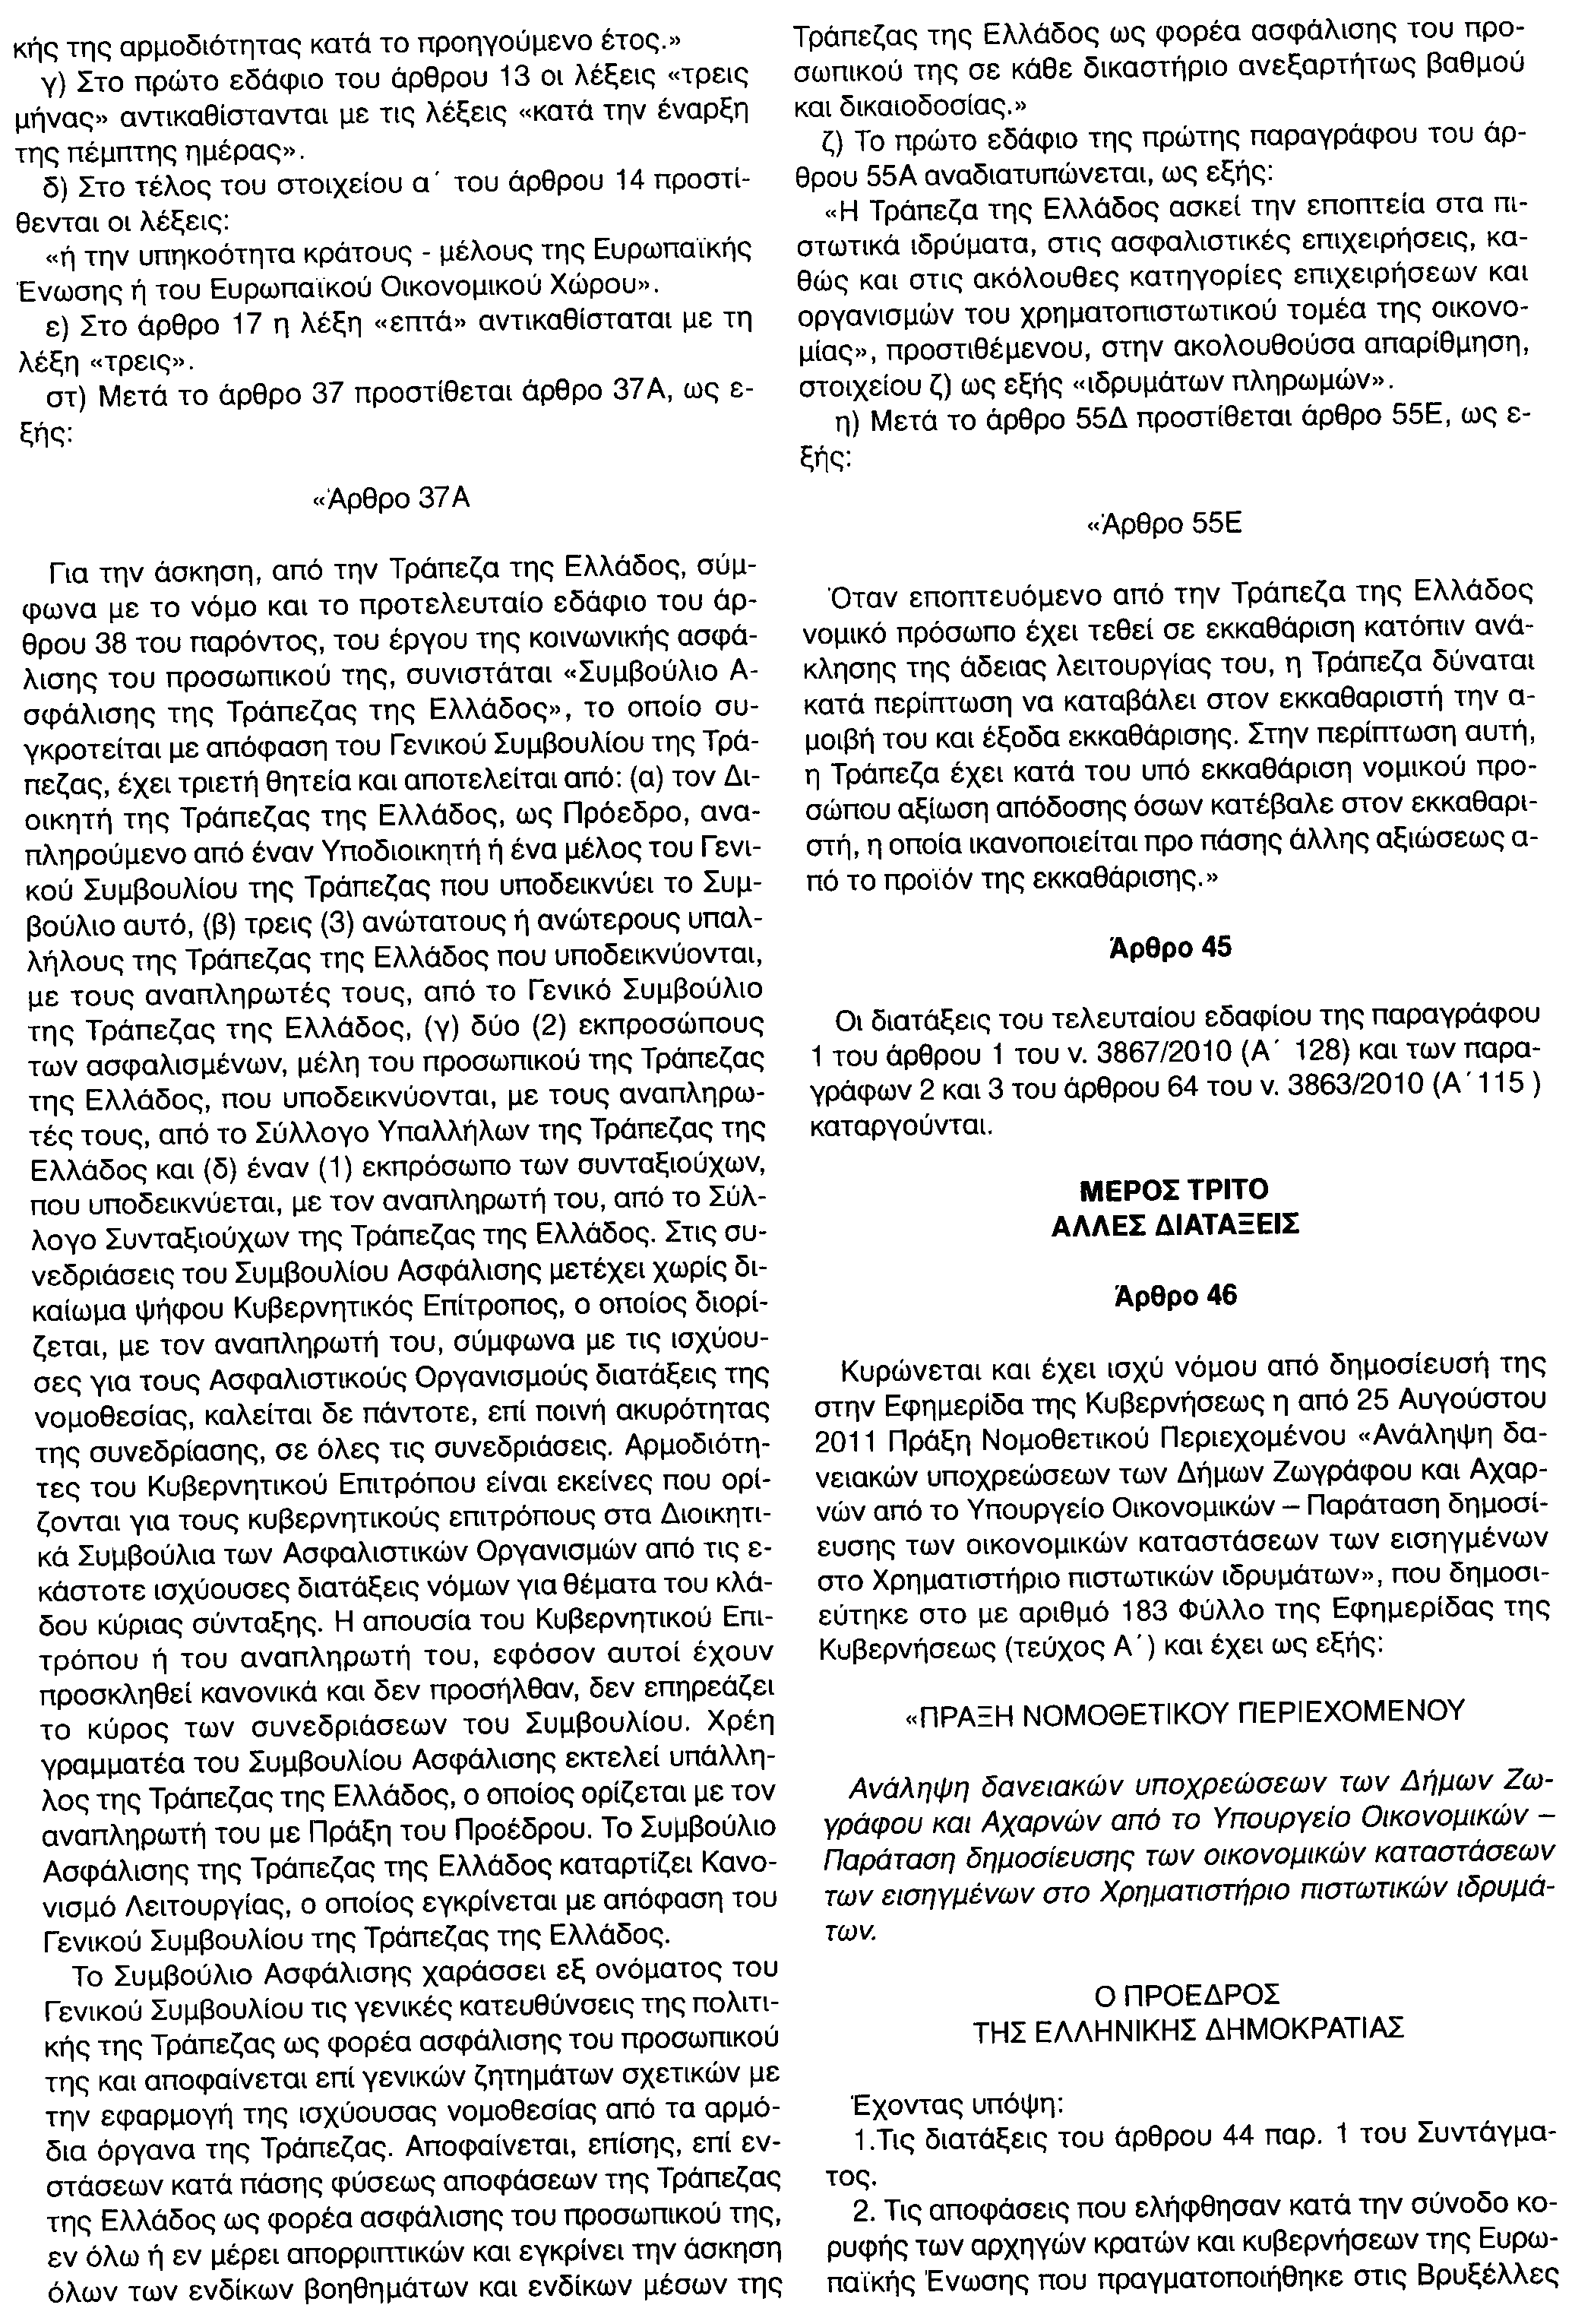 κής της αρμοδιότητας κατά το προηγούμενο έτος.»
γ) Στο πρώτο εδάφιο του άρθρου 13 οι λέξεις «τρεις
μήνας» αντικαθίστανται με τις λέξεις «κατά την έναρξη
της πέμπτης ημέρας».
δ) Στο τέλος του στοιχείου α΄ του άρθρου 14 προστί-
θενται οι λέξεις:
«ή την υπηκοότητα κράτους - μέλους της Ευρωπαϊκής
Ένωσης ή του Ευρωπαϊκού Οικονομικού Χώρου».
ε) Στο άρθρο 17 η λέξη «επτά» αντικαθίσταται με τη
λέξη «τρεις».
στ) Μετά το άρθρο 37 προστίθεται άρθρο 37Α, ως ε-
ξής:
«Άρθρο 37Α
Για την άσκηση, από την Τράπεζα της Ελλάδος, σύμ-
φωνα με το νόμο και το προτελευταίο εδάφιο του άρ-
θρου 38 του παρόντος, του έργου της κοινωνικής ασφά-
λισης του προσωπικού της, συνιστάται «Συμβούλιο Α-
σφάλισης της Τράπεζας της Ελλάδος», το οποίο συ-
γκροτείται με απόφαση του Γενικού Συμβουλίου της Τρά-
πεζας, έχει τριετή θητεία και αποτελείται από: (α) τον Δι-
οικητή της Τράπεζας της Ελλάδος, ως Πρόεδρο, ανα-
πληρούμενο από έναν Υποδιοικητή ή ένα μέλος του Γενι-
κού Συμβουλίου της Τράπεζας που υποδεικνύει το Συμ-
βούλιο αυτό, (β) τρεις (3) ανώτατους ή ανώτερους υπαλ-
λήλους της Τράπεζας της Ελλάδος που υποδεικνύονται,
με τους αναπληρωτές τους, από το Γενικό Συμβούλιο
της Τράπεζας της Ελλάδος, (γ) δύο (2) εκπροσώπους
των ασφαλισμένων, μέλη του προσωπικού της Τράπεζας
της Ελλάδος, που υποδεικνύονται, με τους αναπληρω-
τές τους, από το Σύλλογο Υπαλλήλων της Τράπεζας της
Ελλάδος και (δ) έναν (1) εκπρόσωπο των συνταξιούχων,
που υποδεικνύεται, με τον αναπληρωτή του, από το Σύλ-
λογο Συνταξιούχων της Τράπεζας της Ελλάδος. Στις συ-
νεδριάσεις του Συμβουλίου Ασφάλισης μετέχει χωρίς δι-
καίωμα ψήφου Κυβερνητικός Επίτροπος, ο οποίος διορί-
ζεται, με τον αναπληρωτή του, σύμφωνα με τις ισχύου-
σες για τους Ασφαλιστικούς Οργανισμούς διατάξεις της
νομοθεσίας, καλείται δε πάντοτε, επί ποινή ακυρότητας
της συνεδρίασης, σε όλες τις συνεδριάσεις. Αρμοδιότη-
τες του Κυβερνητικού Επιτρόπου είναι εκείνες που ορί-
ζονται για τους κυβερνητικούς επιτρόπους στα Διοικητι-
κά Συμβούλια των Ασφαλιστικών Οργανισμών από τις ε-
κάστοτε ισχύουσες διατάξεις νόμων για θέματα του κλά-
δου κύριας σύνταξης. Η απουσία του Κυβερνητικού Επι-
τρόπου ή του αναπληρωτή του, εφόσον αυτοί έχουν
προσκληθεί κανονικά και δεν προσήλθαν, δεν επηρεάζει
το κύρος των συνεδριάσεων του Συμβουλίου. Χρέη
γραμματέα του Συμβουλίου Ασφάλισης εκτελεί υπάλλη-
λος της Τράπεζας της Ελλάδος, ο οποίος ορίζεται με τον
αναπληρωτή του με Πράξη του Προέδρου. Το Συμβούλιο
Ασφάλισης της Τράπεζας της Ελλάδος καταρτίζει Κανο-
νισμό Λειτουργίας, ο οποίος εγκρίνεται με απόφαση του
Γενικού Συμβουλίου της Τράπεζας της Ελλάδος.
Το Συμβούλιο Ασφάλισης χαράσσει εξ ονόματος του
Γενικού Συμβουλίου τις γενικές κατευθύνσεις της πολιτι-
κής της Τράπεζας ως φορέα ασφάλισης του προσωπικού
της και αποφαίνεται επί γενικών ζητημάτων σχετικών με
την εφαρμογή της ισχύουσας νομοθεσίας από τα αρμό-
δια όργανα της Τράπεζας. Αποφαίνεται, επίσης, επί εν-
στάσεων κατά πάσης φύσεως αποφάσεων της Τράπεζας
της Ελλάδος ως φορέα ασφάλισης του προσωπικού της,
εν όλω ή εν μέρει απορριπτικών και εγκρίνει την άσκηση
όλων των ενδίκων βοηθημάτων και ενδίκων μέσων της
Τράπεζας της Ελλάδος ως φορέα ασφάλισης του προ-
σωπικού της σε κάθε δικαστήριο ανεξαρτήτως βαθμού
και δικαιοδοσίας.»
ζ) Το πρώτο εδάφιο της πρώτης παραγράφου του άρ-
θρου 55Α αναδιατυπώνεται, ως εξής:
«Η Τράπεζα της Ελλάδος ασκεί την εποπτεία στα πι-
στωτικά ιδρύματα, στις ασφαλιστικές επιχειρήσεις, κα-
θώς και στις ακόλουθες κατηγορίες επιχειρήσεων και
οργανισμών του χρηματοπιστωτικού τομέα της οικονο-
μίας», προστιθέμενου, στην ακολουθούσα απαρίθμηση,
στοιχείου ζ) ως εξής «ιδρυμάτων πληρωμών».
η) Μετά το άρθρο 55Δ προστίθεται άρθρο 55Ε, ως ε-
ξής:
«Άρθρο 55Ε
Όταν εποπτευόμενο από την Τράπεζα της Ελλάδος
νομικό πρόσωπο έχει τεθεί σε εκκαθάριση κατόπιν ανά-
κλησης της άδειας λειτουργίας του, η Τράπεζα δύναται
κατά περίπτωση να καταβάλει στον εκκαθαριστή την α-
μοιβή του και έξοδα εκκαθάρισης. Στην περίπτωση αυτή,
η Τράπεζα έχει κατά του υπό εκκαθάριση νομικού προ-
σώπου αξίωση απόδοσης όσων κατέβαλε στον εκκαθαρι-
στή, η οποία ικανοποιείται προ πάσης άλλης αξιώσεως α-
πό το προϊόν της εκκαθάρισης.»
Άρθρο 45
Οι διατάξεις του τελευταίου εδαφίου της παραγράφου
1 του άρθρου 1 του ν. 3867/2010 (Α΄ 128) και των παρα-
γράφων 2 και 3 του άρθρου 64 του ν. 3863/2010 (Α΄115 )
καταργούνται.
ΜΕΡΟΣ ΤΡΙΤΟ
ΑΛΛΕΣ ΔΙΑΤΑΞΕΙΣ
Άρθρο 46
Κυρώνεται και έχει ισχύ νόμου από δημοσίευσή της
στην Εφημερίδα της Κυβερνήσεως η από 25 Αυγούστου
2011 Πράξη Νομοθετικού Περιεχομένου «Ανάληψη δα-
νειακών υποχρεώσεων των Δήμων Ζωγράφου και Αχαρ-
νών από το Υπουργείο Οικονομικών – Παράταση δημοσί-
ευσης των οικονομικών καταστάσεων των εισηγμένων
στο Χρηματιστήριο πιστωτικών ιδρυμάτων», που δημοσι-
εύτηκε στο με αριθμό 183 Φύλλο της Εφημερίδας της
Κυβερνήσεως (τεύχος Α΄) και έχει ως εξής:
«ΠΡΑΞΗ ΝΟΜΟΘΕΤΙΚΟΥ ΠΕΡΙΕΧΟΜΕΝΟΥ
Ανάληψη δανειακών υποχρεώσεων των Δήμων Ζω-
γράφου και Αχαρνών από το Υπουργείο Οικονομικών –
Παράταση δημοσίευσης των οικονομικών καταστάσεων
των εισηγμένων στο Χρηματιστήριο πιστωτικών ιδρυμά-
των.
Ο ΠΡΟΕΔΡΟΣ
ΤΗΣ ΕΛΛΗΝΙΚΗΣ ΔΗΜΟΚΡΑΤΙΑΣ
Έχοντας υπόψη:
1.Τις διατάξεις του άρθρου 44 παρ. 1 του Συντάγμα-
τος.
2. Τις αποφάσεις που ελήφθησαν κατά την σύνοδο κο-
ρυφής των αρχηγών κρατών και κυβερνήσεων της Ευρω-
παϊκής Ένωσης που πραγματοποιήθηκε στις Βρυξέλλες